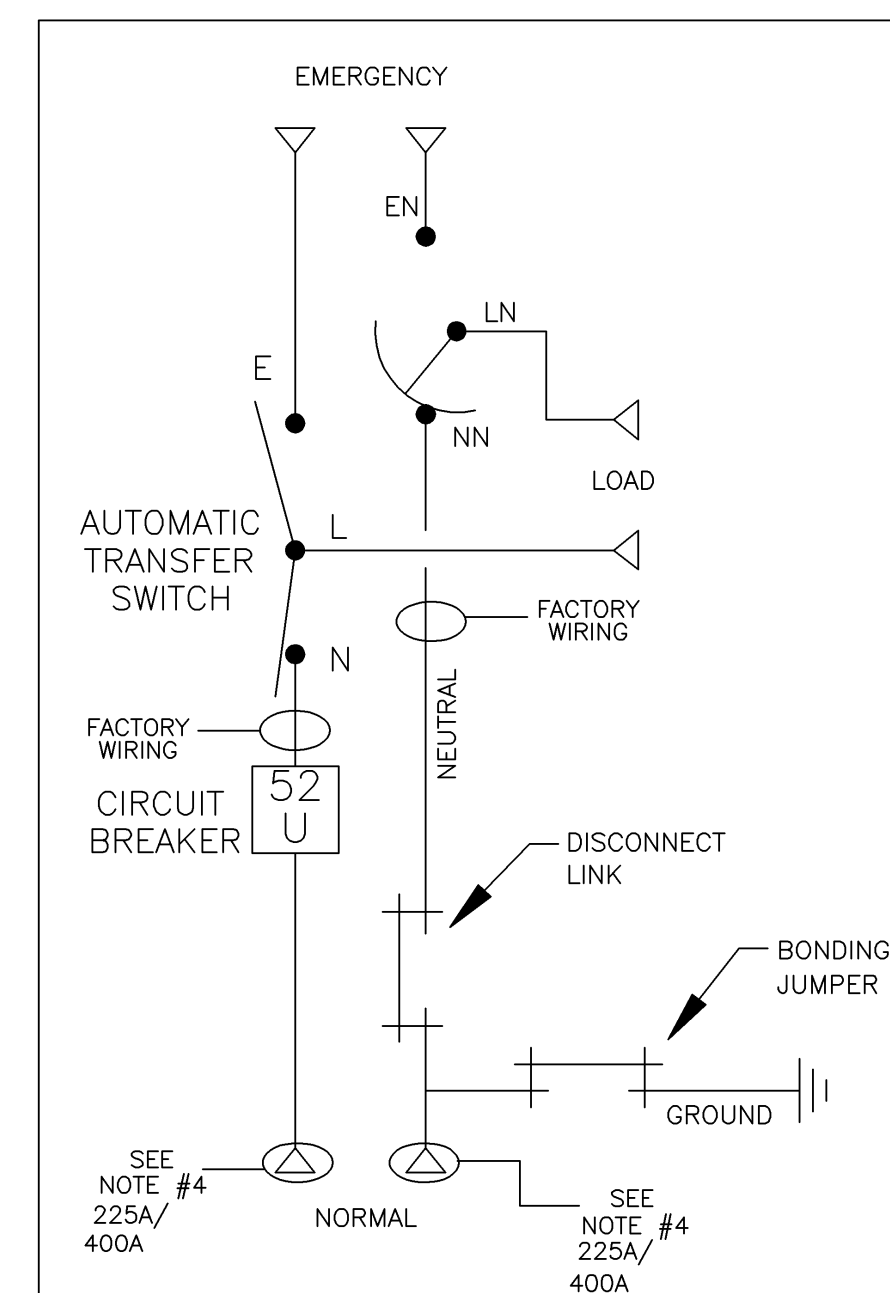 EMERGENCY
EN
LN
E
NN
LOAD
AUTOMATIC
TRANSFER
SWITCH
L
FACTORY
WIRING
N
NEUTRAL
FACTORY
WIRING
52
U
CIRCUIT
BREAKER
DISCONNECT
LINK
BONDING
JUMPER
GROUND
SEE
NOTE #4
225A/
400A
NORMAL
SEE
NOTE #4
225A/
400A